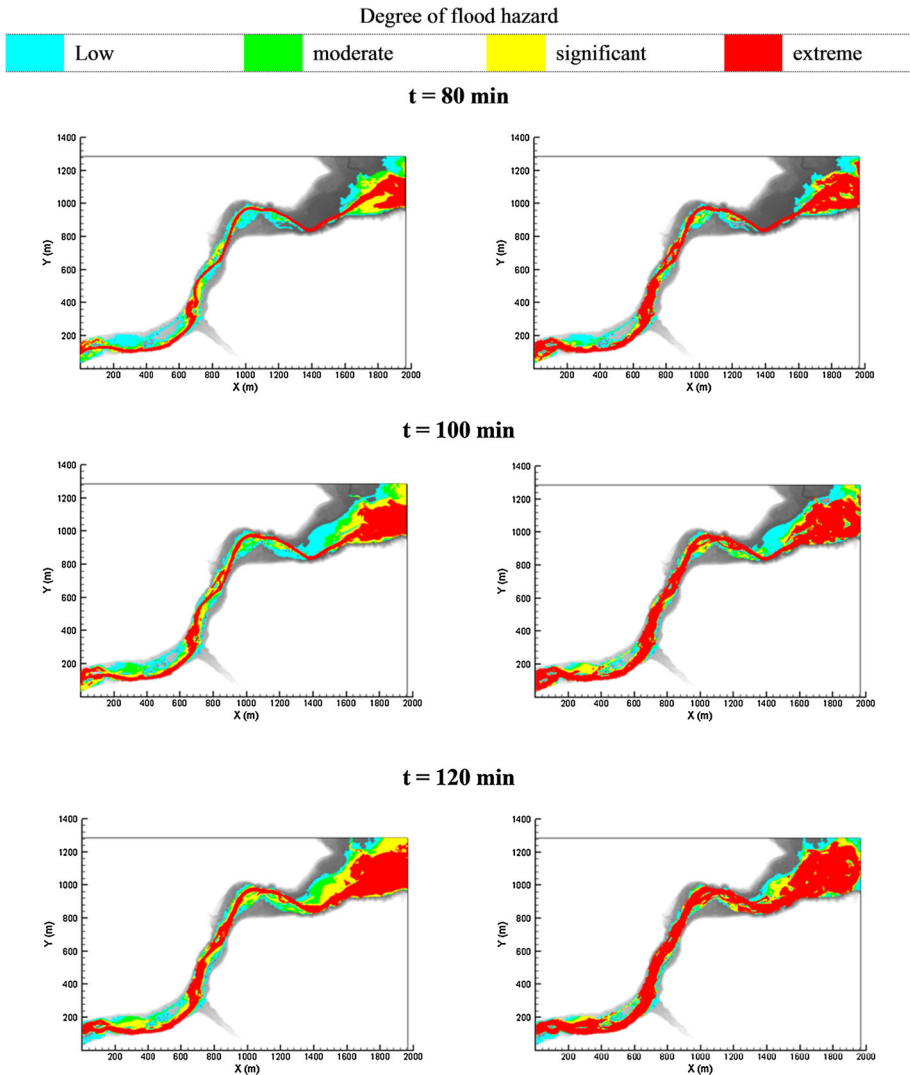 Degree of flood hazard
Low moderate significant extreme
t = 80 min
1400 1400
1200 1200
1000 1000
800 800
Y (m) Y (m)
600 600
400 400
200 200
200 400 600 800 1000 1200 1400 1600 1800 2000 200 400 600 800 1000 1200 1400 1600 1800 2000
X (m) X (m)
t = 100 min
1400 1400
1200 1200
1000 1000
800 800
Y (m) Y (m)
600 600
400 400
200 200
200 400 600 800 1000 1200 1400 1600 1800 2000 200 400 600 800 1000 1200 1400 1600 1800 2000
X (m) X (m)
t = 120 min
1400 1400
1200 1200
1000 1000
800 800
Y (m) Y (m)
600 600
400 400
200 200
200 400 600 800 1000 1200 1400 1600 1800 2000 200 400 600 800 1000 1200 1400 1600 1800 2000
X (m) X (m)